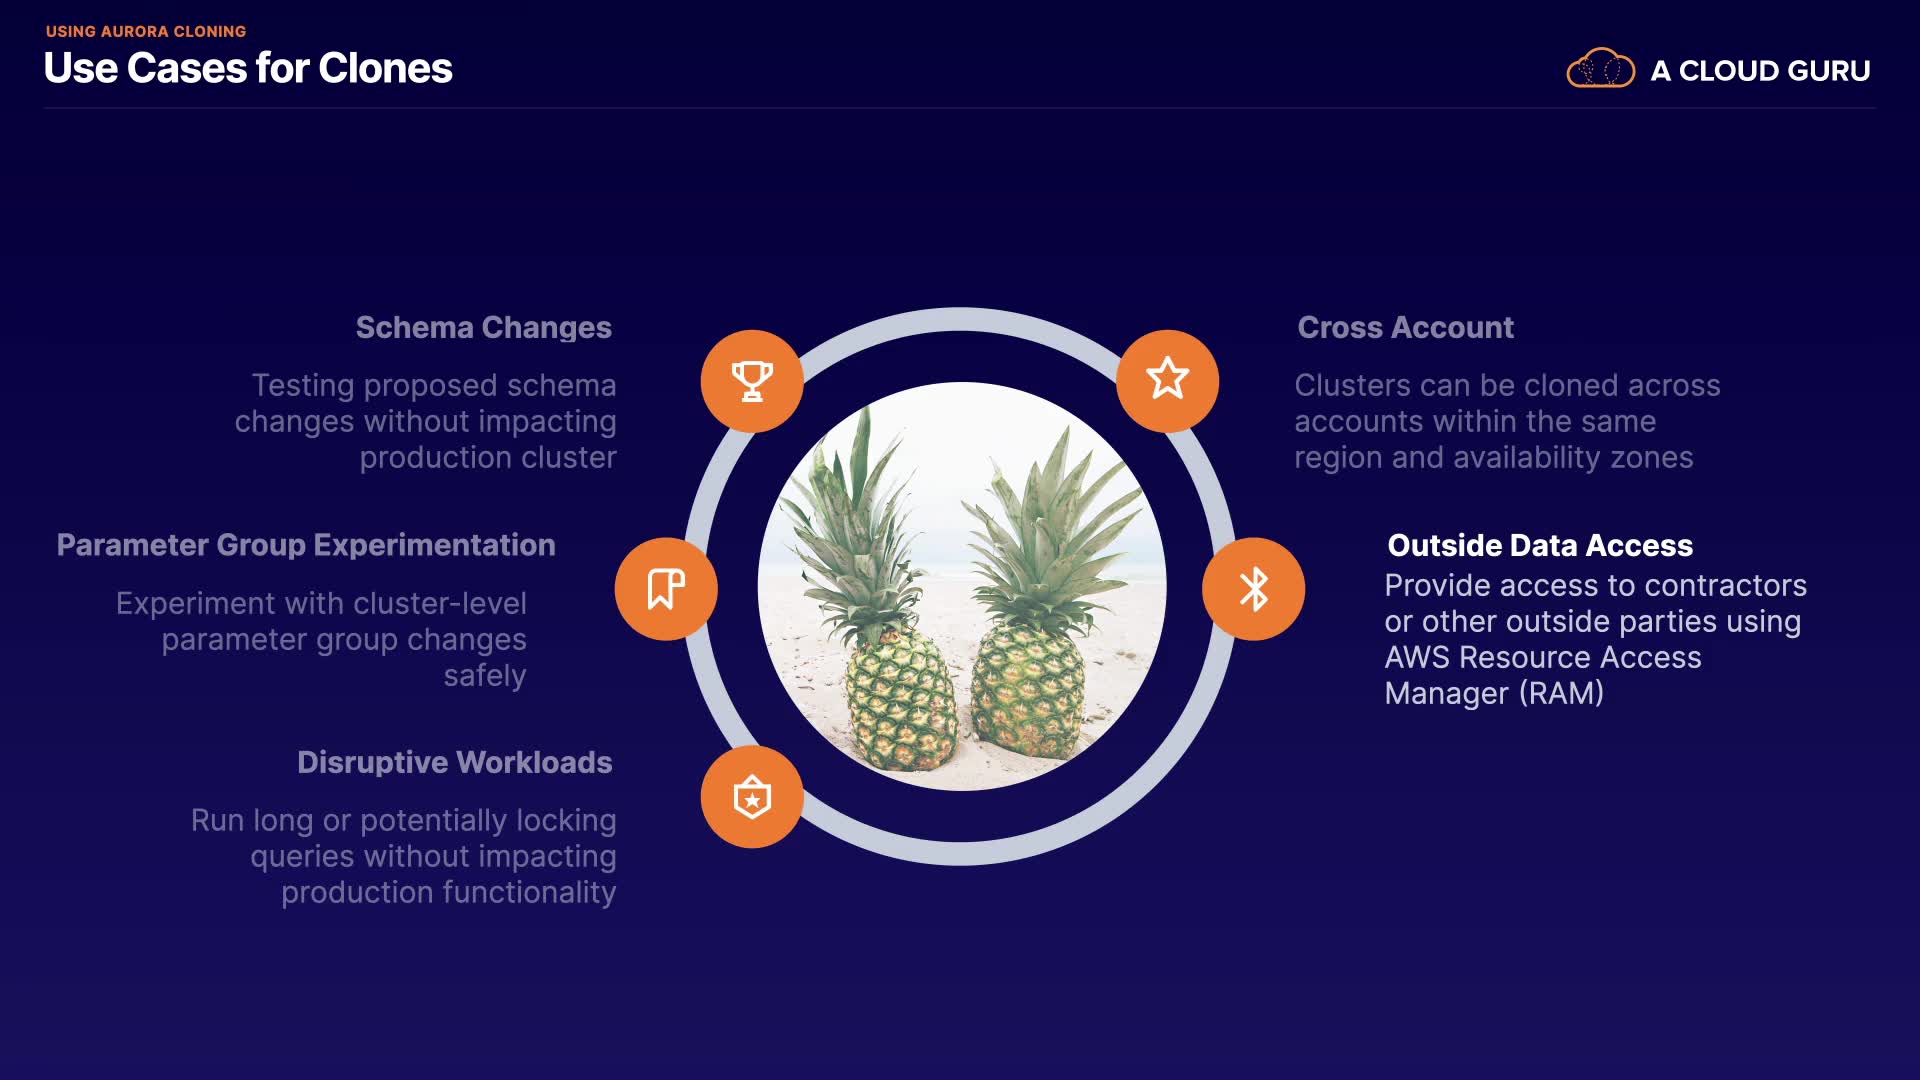 USING AURORA CLONING
Use Cases for Clones
A CLOUD GURU
Schema Changes
Testing proposed schema
changes without impacting
production cluster
Parameter Group Experimentation
Experiment with cluster-level
parameter group changes
safely
Disruptive Workloads
Run long or potentially locking
queries without impacting
production functionality
Cross Account
Clusters can be cloned across
accounts within the same
region and availability zones
Outside Data Access
Provide access to contractors
or other outside parties using
AWS Resource Access
Manager (RAM)